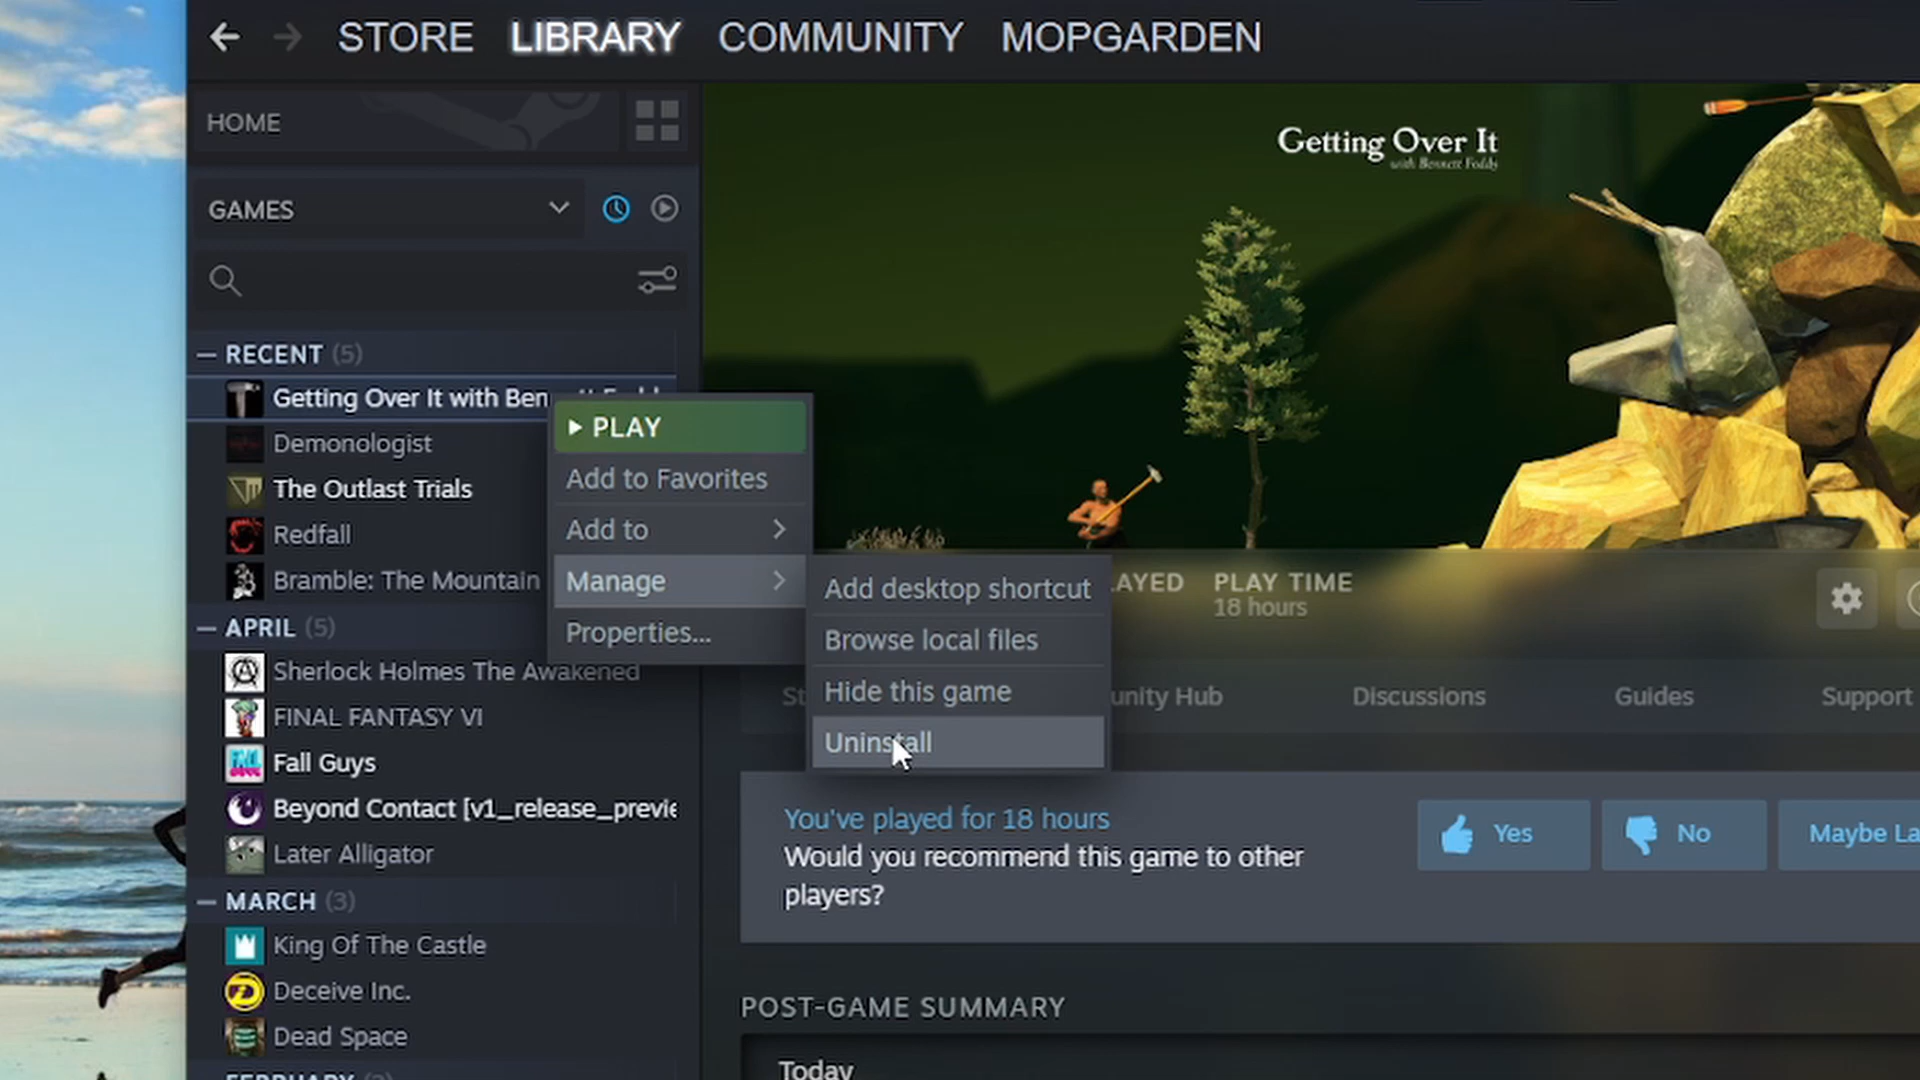 STORE LIBRARY COMMUNITY MOPGARDEN
HOME
GAMES
Getting Over It
with Bennett Foddy
— RECENT (5)
Getting Over It with Ben
Demonologist
The Outlast Trials
Redfall
Bramble: The Mountain
— APRIL (5)
Sherlock Holmes The Awakened
FINAL FANTASY VI
Fall Guys
Beyond Contact [v1_release_previe
Later Alligator
— MARCH (3)
King Of The Castle
Deceive Inc.
Dead Space
PLAY
Add to Favorites
Add to
Manage
Properties...
Add desktop shortcut
Browse local files
Hide this game
Uninstall
LAYED PLAY TIME
18 hours
St unity Hub Discussions Guides Support
You've played for 18 hours
Would you recommend this game to other
players?
Yes No Maybe La
POST-GAME SUMMARY
Today